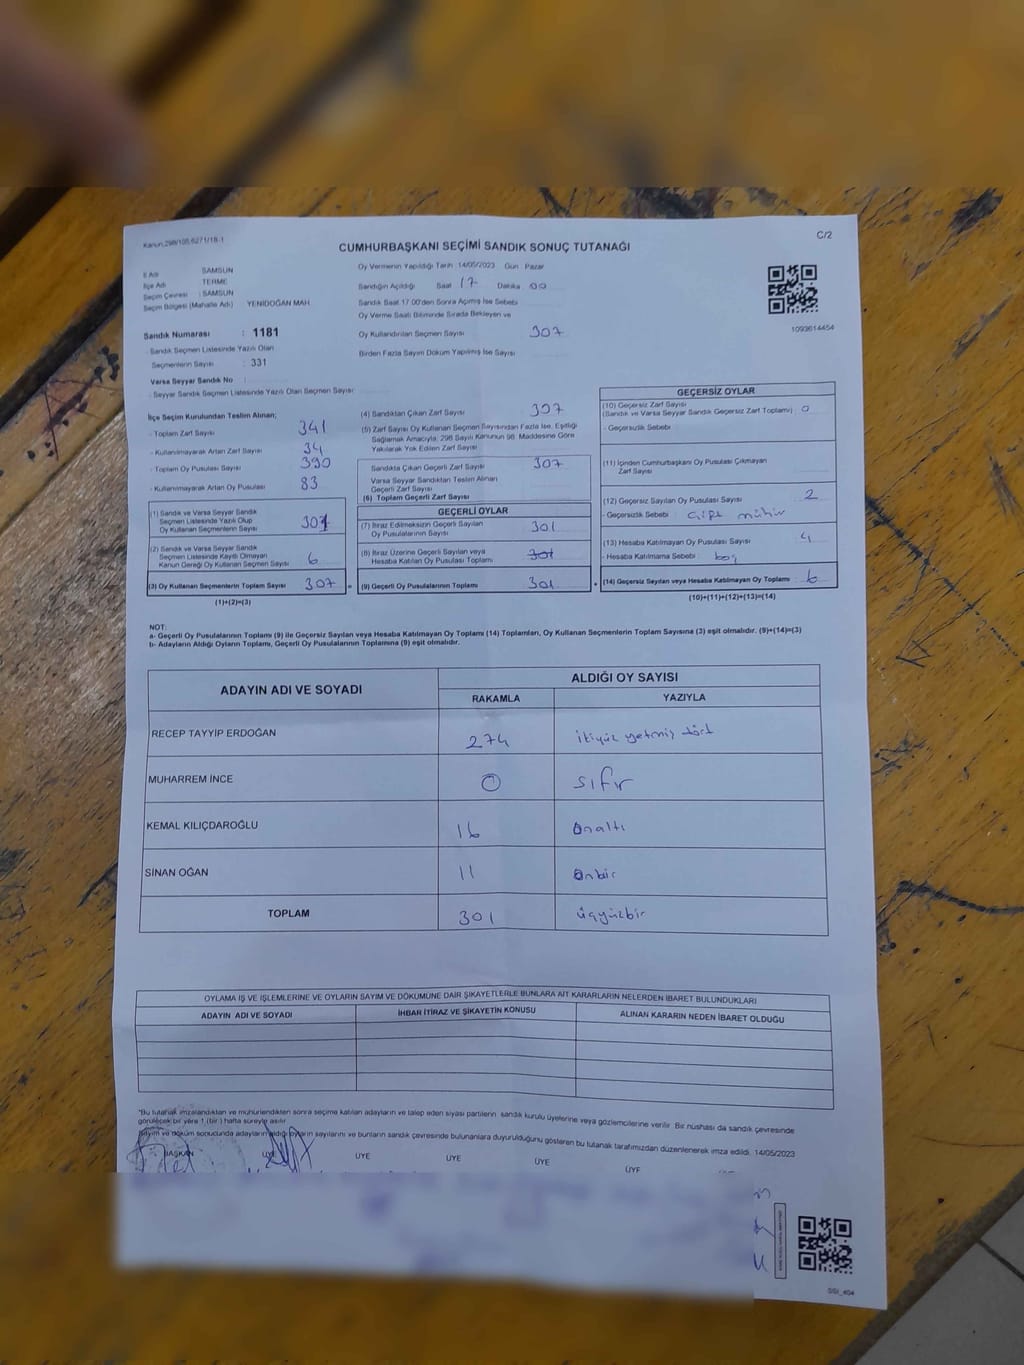 Kanun,298/105,6271/18-1
C/2
CUMHURBAŞKANI SEÇİMİ SANDIK SONUÇ TUTANAĞI
İl Adı SAMSUN
İlçe Adı : TERME
Seçim Çevresi : SAMSUN
Seçim Bölgesi (Mahalle Adı) YENİDOĞAN MAH.
Sandık Numarası : 1181
- Sandık Seçmen Listesinde Yazılı Olan
Seçmenlerin Sayısı : 331
Varsa Seyyar Sandık No :
- Seyyar Sandık Seçmen Listesinde Yazılı Olan Seçmen Sayısı
Oy Vermenin Yapıldığı Tarih :14/05/2023 Gün : Pazar
Sandığın Açıldığı Saat 17 Dakika 00
Sandık Saat 17:00'den Sonra Açılmış İse Sebebi
Oy Verme Saati Bitiminde Sırada Bekleyen ve
Oy Kullandırılan Seçmen Sayısı 307
Birden Fazla Sayım Döküm Yapılmış İse Sayısı
1093614454
İlçe Seçim Kurulundan Teslim Alınan;
- Toplam Zarf Sayısı 341
- Kullanılmayarak Artan Zarf Sayısı 34
- Toplam Oy Pusulası Sayısı 390
- Kullanılmayarak Artan Oy Pusulası 83
(1) Sandık ve Varsa Seyyar Sandık
Seçmen Listesinde Yazılı Olup
Oy Kullanan Seçmenlerin Sayısı 301
(2) Sandık ve Varsa Seyyar Sandık
Seçmen Listesinde Kayıtlı Olmayan
Kanun Gereği Oy Kullanan Seçmen Sayısı 6
(3) Oy Kullanan Seçmenlerin Toplam Sayısı 307 =
(1)+(2)=(3)
(4) Sandıktan Çıkan Zarf Sayısı 307
(5) Zarf Sayısı Oy Kullanan Seçmen Sayısından Fazla İse, Eşitliği
Sağlamak Amacıyla; 298 Sayılı Kanunun 98. Maddesine Göre
Yakılarak Yok Edilen Zarf Sayısı
Sandıkta Çıkan Geçerli Zarf Sayısı 307
Varsa Seyyar Sandıktan Teslim Alınan
Geçerli Zarf Sayısı
(6) Toplam Geçerli Zarf Sayısı
GEÇERLİ OYLAR
(7) İtiraz Edilmeksizin Geçerli Sayılan
Oy Pusulasının Sayısı 301
(8) İtiraz Üzerine Geçerli Sayılan veya
Hesaba Katılan Oy Pusulası Toplamı 301
(9) Geçerli Oy Pusulalarının Toplamı 301 +
GEÇERSİZ OYLAR
(10) Geçersiz Zarf Sayısı
(Sandık ve Varsa Seyyar Sandık Geçersiz Zarf Toplamı) 0
- Geçersizlik Sebebi
(11) İçinden Cumhurbaşkanı Oy Pusulası Çıkmayan
Zarf Sayısı
(12) Geçersiz Sayılan Oy Pusulası Sayısı 2
- Geçersizlik Sebebi : çift mühür
(13) Hesaba Katılmayan Oy Pusulası Sayısı 4
- Hesaba Katılmama Sebebi boş
(14) Geçersiz Sayılan veya Hesaba Katılmayan Oy Toplamı 6
(10)+(11)+(12)+(13)=(14)
NOT:
a- Geçerli Oy Pusulalarının Toplamı (9) ile Geçersiz Sayılan veya Hesaba Katılmayan Oy Toplamı (14) Toplamları, Oy Kullanan Seçmenlerin Toplam Sayısına (3) eşit olmalıdır. (9)+(14)=(3)
b- Adayların Aldığı Oyların Toplamı, Geçerli Oy Pusulalarının Toplamına (9) eşit olmalıdır.
ADAYIN ADI VE SOYADI
ALDIĞI OY SAYISI
RAKAMLA YAZIYLA
RECEP TAYYİP ERDOĞAN 274 ikiyüz yetmiş dört
MUHARREM İNCE 0 sıfır
KEMAL KILIÇDAROĞLU 16 onaltı
SİNAN OĞAN 11 onbir
TOPLAM 301 üçyüzbir
OYLAMA İŞ VE İŞLEMLERİNE VE OYLARIN SAYIM VE DÖKÜMÜNE DAİR ŞİKAYETLERLE BUNLARA AİT KARARLARIN NELERDEN İBARET BULUNDUKLARI
ADAYIN ADI VE SOYADI İHBAR İTİRAZ VE ŞİKAYETİN KONUSU ALINAN KARARIN NEDEN İBARET OLDUĞU
*Bu tutanak imzalandıktan ve mühürlendikten sonra seçime katılan adayların ve talep eden siyasi partilerin sandık kurulu üyelerine veya gözlemcilerine verilir. Bir nüshası da sandık çevresinde
görülecek bir yere 1 (bir ) hafta süreyle asılır.
Sayım ve döküm sonucunda adayların aldığı oyların sayılarını ve bunların sandık çevresinde bulunanlara duyurulduğunu gösteren bu tutanak tarafımızdan düzenlenerek imza edildi. 14/05/2023
BAŞKAN ÜYE ÜYE ÜYE ÜYE ÜYE
SSİ_404